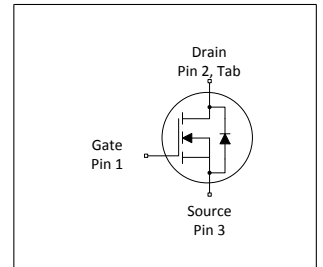 Drain
Pin 2, Tab
Gate
Pin 1
Source
Pin 3